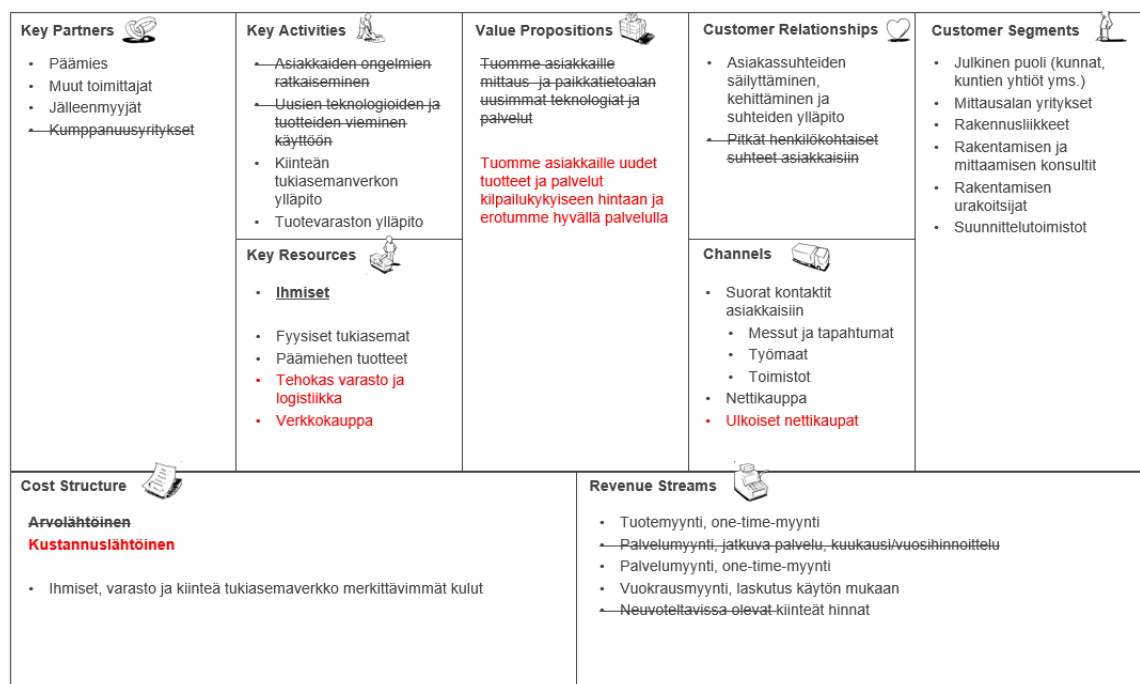 Key Partners
• Päämies
• Muut toimittajat
• Jälleenmyyjät
• Kumppanuusyritykset
Key Activities
• Asiakkaiden ongelmien
ratkaiseminen
• Uusien teknologioiden ja
tuotteiden vieminen
käyttöön
• Kiinteän
tukiasemanverkon
ylläpito
• Tuotevaraston ylläpito
Key Resources
• Ihmiset
• Fyysiset tukiasemat
• Päämiehen tuotteet
• Tehokas varasto ja
logistiikka
• Verkkokauppa
Value Propositions
Tuomme asiakkaille
mittaus- ja paikkatietoalan
uusimmat teknologiat ja
palvelut
Tuomme asiakkaille uudet
tuotteet ja palvelut
kilpailukykyiseen hintaan ja
erotumme hyvällä palvelulla
Customer Relationships
• Asiakassuhteiden
säilyttäminen,
kehittäminen ja
suhteiden ylläpito
• Pitkät henkilökohtaiset
suhteet asiakkaisiin
Channels
• Suorat kontaktit
asiakkaisiin
• Messut ja tapahtumat
• Työmaat
• Toimistot
• Nettikauppa
• Ulkoiset nettikaupat
Customer Segments
• Julkinen puoli (kunnat,
kuntien yhtiöt yms.)
• Mittausalan yritykset
• Rakennusliikkeet
• Rakentamisen ja
mittaamisen konsultit
• Rakentamisen
urakoitsijat
• Suunnittelutoimistot
Cost Structure
Arvolähtöinen
Kustannuslähtöinen
• Ihmiset, varasto ja kiinteä tukiasemaverkko merkittävimmät kulut
Revenue Streams
• Tuotemyynti, one-time-myynti
• Palvelumyynti, jatkuva palvelu, kuukausi/vuosihinnoittelu
• Palvelumyynti, one-time-myynti
• Vuokrausmyynti, laskutus käytön mukaan
• Neuvoteltavissa olevat kiinteät hinnat